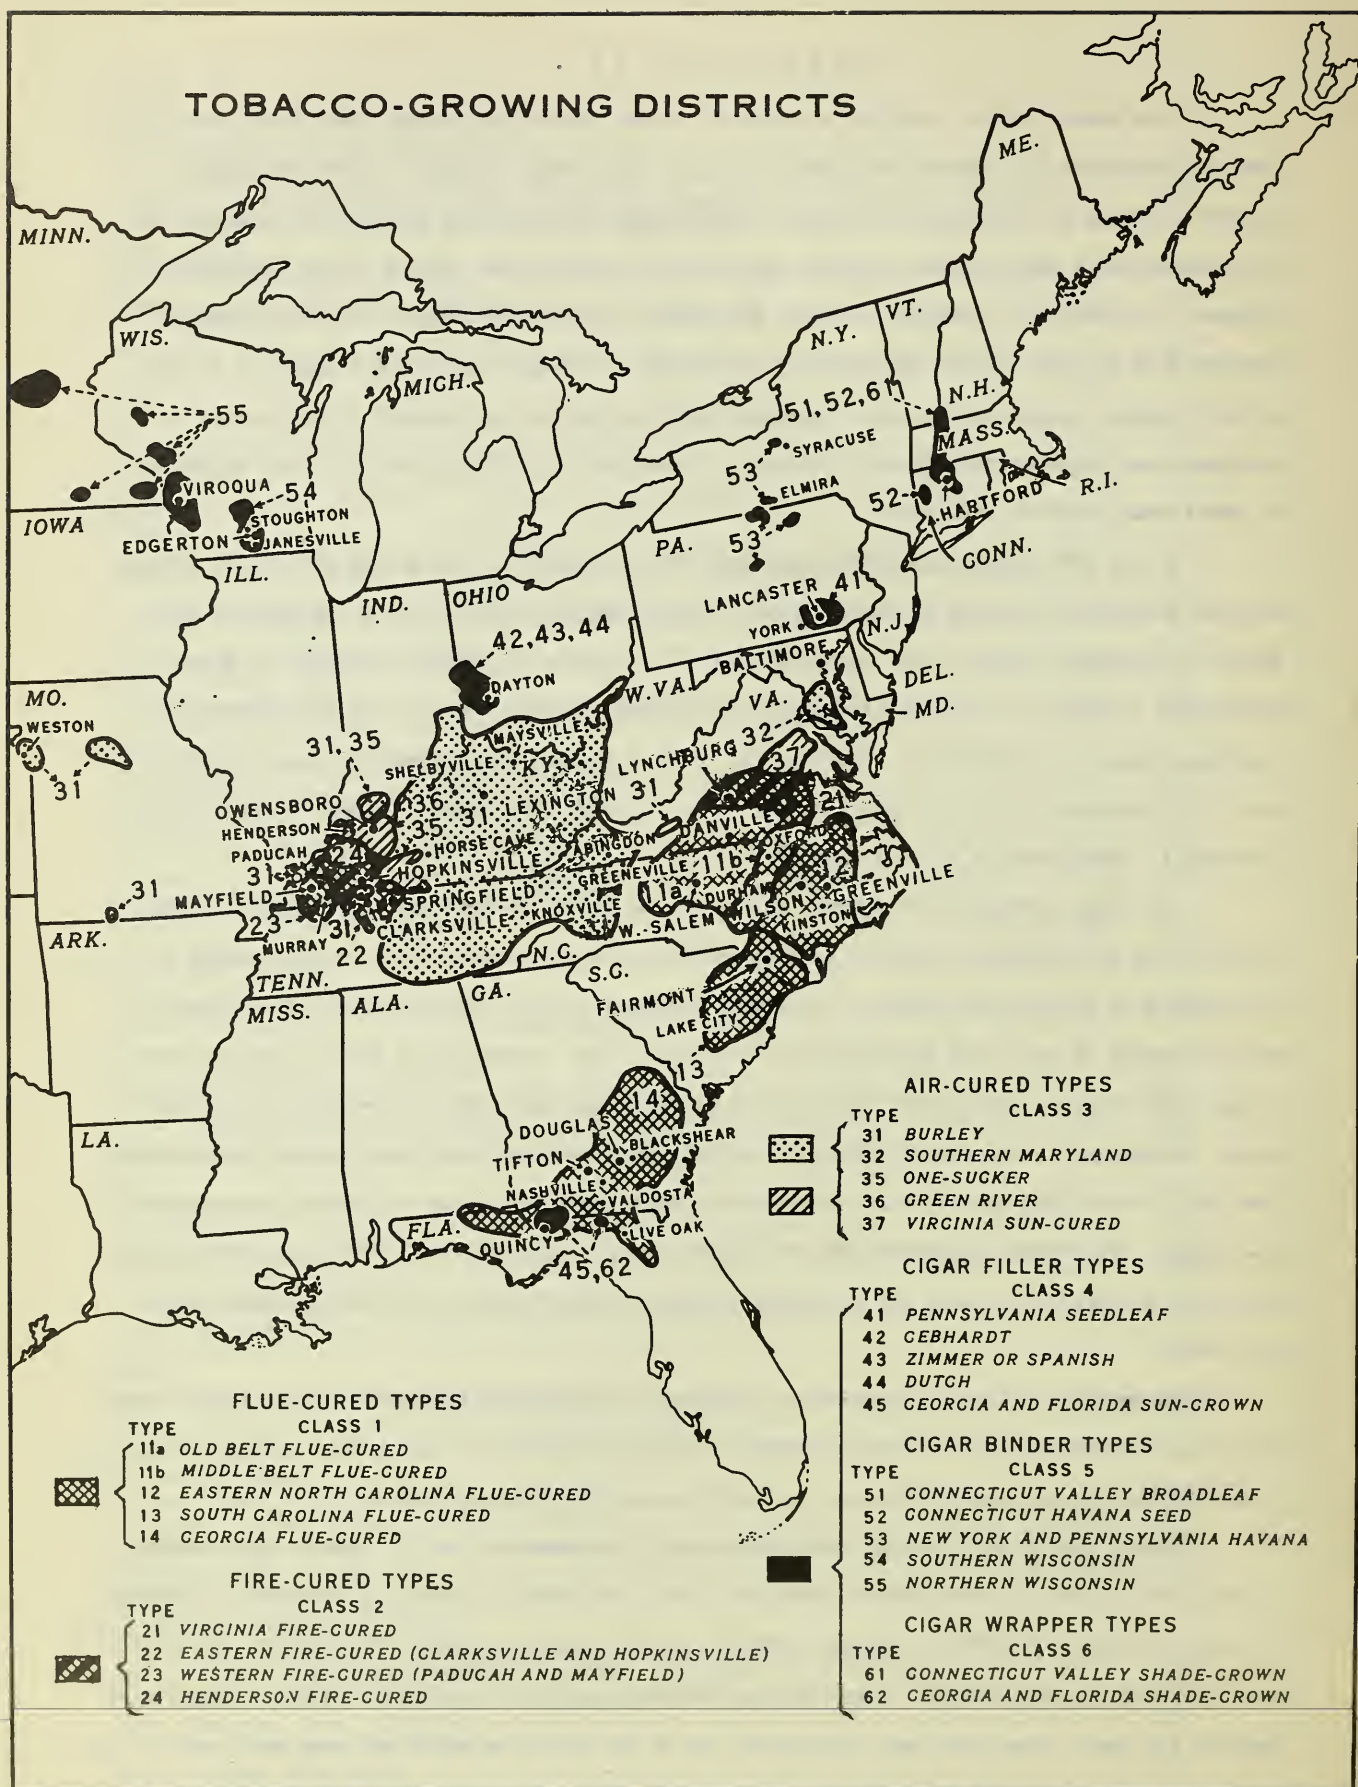 TOBACCO-GROWING DISTRICTS
ME.
MINN.
WIS.
MICH.
N.Y.
VT.
N.H.
MASS.
R.I.
CONN.
55
51, 52, 61
SYRACUSE
53
ELMIRA
52
HARTFORD
VIROQUA
54
STOUGHTON
EDGERTON
JANESVILLE
IOWA
ILL.
IND.
OHIO
PA.
53
LANCASTER
41
YORK
N.J.
BALTIMORE
DEL.
MD.
42, 43, 44
DAYTON
W.VA.
VA.
32
MO.
WESTON
31
31, 35
MAYSVILLE
SHELBYVILLE
KY.
LYNCHBURG
37
OWENSBORO
36
31
LEXINGTON
31
21
HENDERSON
35
HORSE CAVE
ABINGDON
DANVILLE
OXFORD
PADUCAH
24
HOPKINSVILLE
GREENEVILLE
11b
12
31
MAYFIELD
SPRINGFIELD
11a
DURHAM
WILSON
GREENVILLE
31
23
31
CLARKSVILLE
KNOXVILLE
W.-SALEM
KINSTON
MURRAY
22
ARK.
TENN.
N.C.
S.C.
MISS.
ALA.
GA.
FAIRMONT
LAKE CITY
13
14
LA.
DOUGLAS
BLACKSHEAR
TIFTON
NASHVILLE
VALDOSTA
FLA.
QUINCY
LIVE OAK
45, 62
AIR-CURED TYPES
TYPE CLASS 3
31 BURLEY
32 SOUTHERN MARYLAND
35 ONE-SUCKER
36 GREEN RIVER
37 VIRGINIA SUN-CURED
CIGAR FILLER TYPES
TYPE CLASS 4
41 PENNSYLVANIA SEEDLEAF
42 GEBHARDT
43 ZIMMER OR SPANISH
44 DUTCH
45 GEORGIA AND FLORIDA SUN-GROWN
CIGAR BINDER TYPES
TYPE CLASS 5
51 CONNECTICUT VALLEY BROADLEAF
52 CONNECTICUT HAVANA SEED
53 NEW YORK AND PENNSYLVANIA HAVANA
54 SOUTHERN WISCONSIN
55 NORTHERN WISCONSIN
CIGAR WRAPPER TYPES
TYPE CLASS 6
61 CONNECTICUT VALLEY SHADE-GROWN
62 GEORGIA AND FLORIDA SHADE-GROWN
FLUE-CURED TYPES
TYPE CLASS 1
11a OLD BELT FLUE-CURED
11b MIDDLE BELT FLUE-CURED
12 EASTERN NORTH CAROLINA FLUE-CURED
13 SOUTH CAROLINA FLUE-CURED
14 GEORGIA FLUE-CURED
FIRE-CURED TYPES
TYPE CLASS 2
21 VIRGINIA FIRE-CURED
22 EASTERN FIRE-CURED (CLARKSVILLE AND HOPKINSVILLE)
23 WESTERN FIRE-CURED (PADUCAH AND MAYFIELD)
24 HENDERSON FIRE-CURED